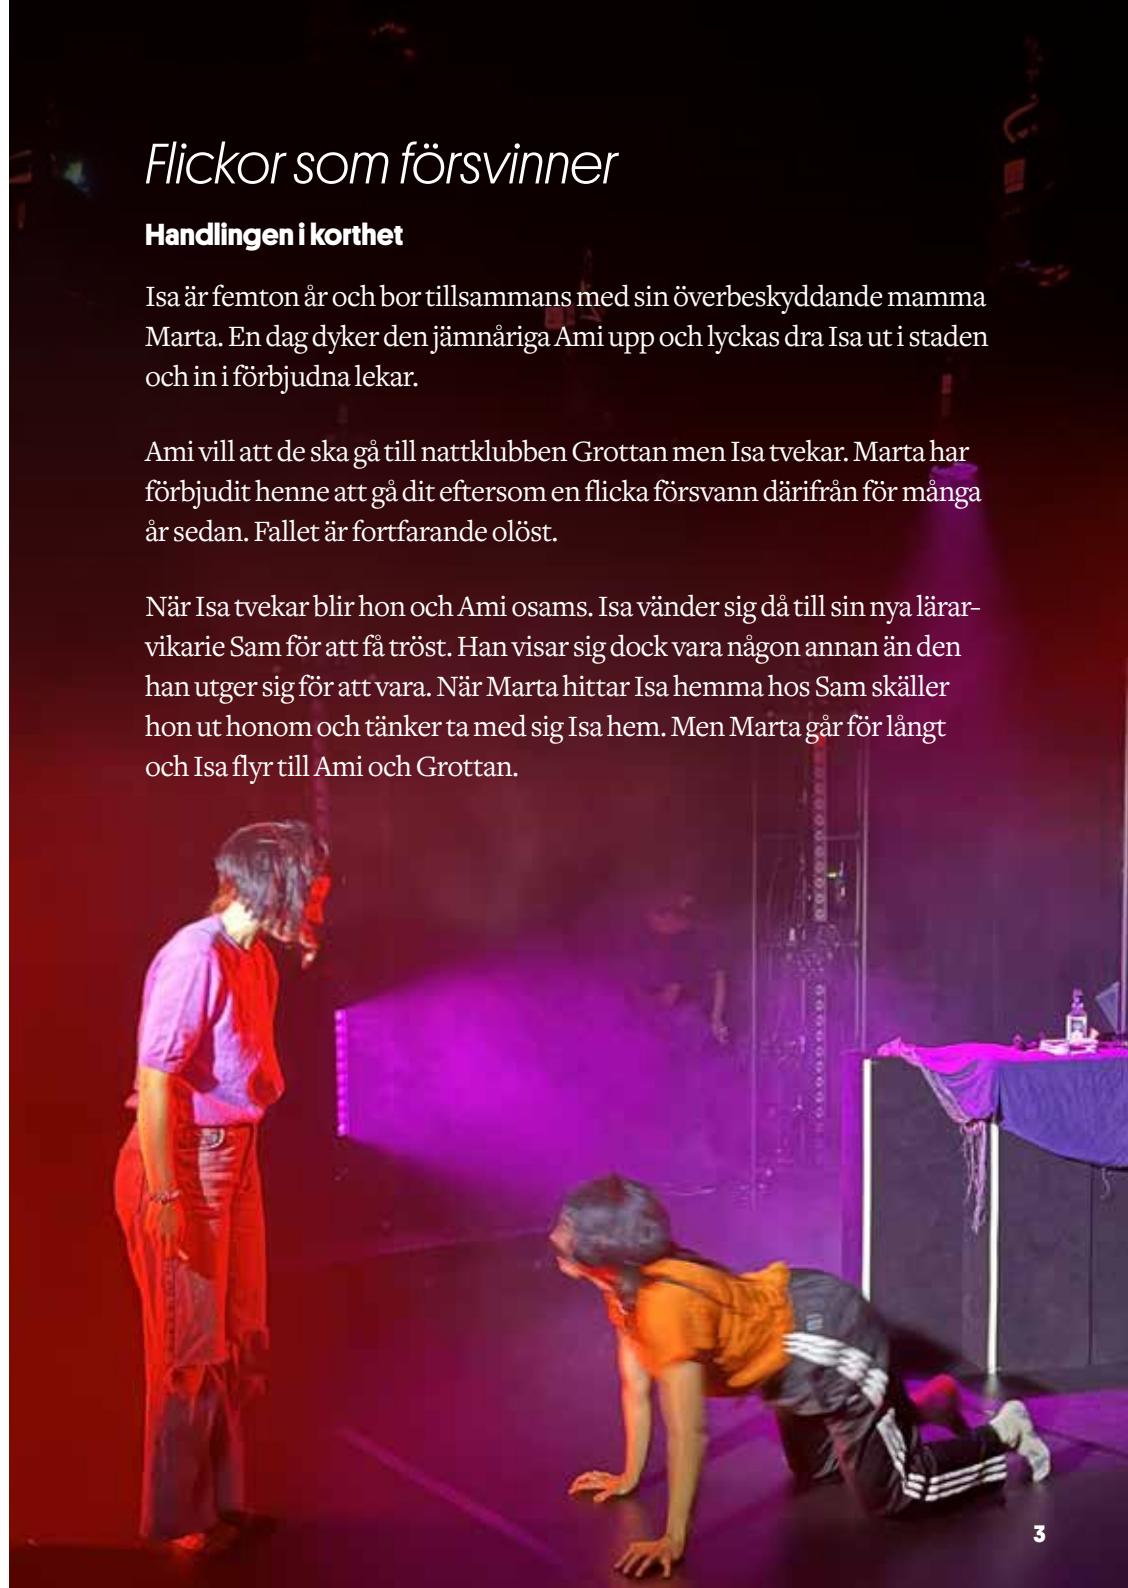 Flickor som försvinner
Handlingen i korthet
Isa är femton år och bor tillsammans med sin överbeskyddande mamma
Marta. En dag dyker den jämnåriga Ami upp och lyckas dra Isa ut i staden
och in i förbjudna lekar.
Ami vill att de ska gå till nattklubben Grottan men Isa tvekar. Marta har
förbjudit henne att gå dit eftersom en flicka försvann därifrån för många
år sedan. Fallet är fortfarande olöst.
När Isa tvekar blir hon och Ami osams. Isa vänder sig då till sin nya lärar-
vikarie Sam för att få tröst. Han visar sig dock vara någon annan än den
han utger sig för att vara. När Marta hittar Isa hemma hos Sam skäller
hon ut honom och tänker ta med sig Isa hem. Men Marta går för långt
och Isa flyr till Ami och Grottan.
3